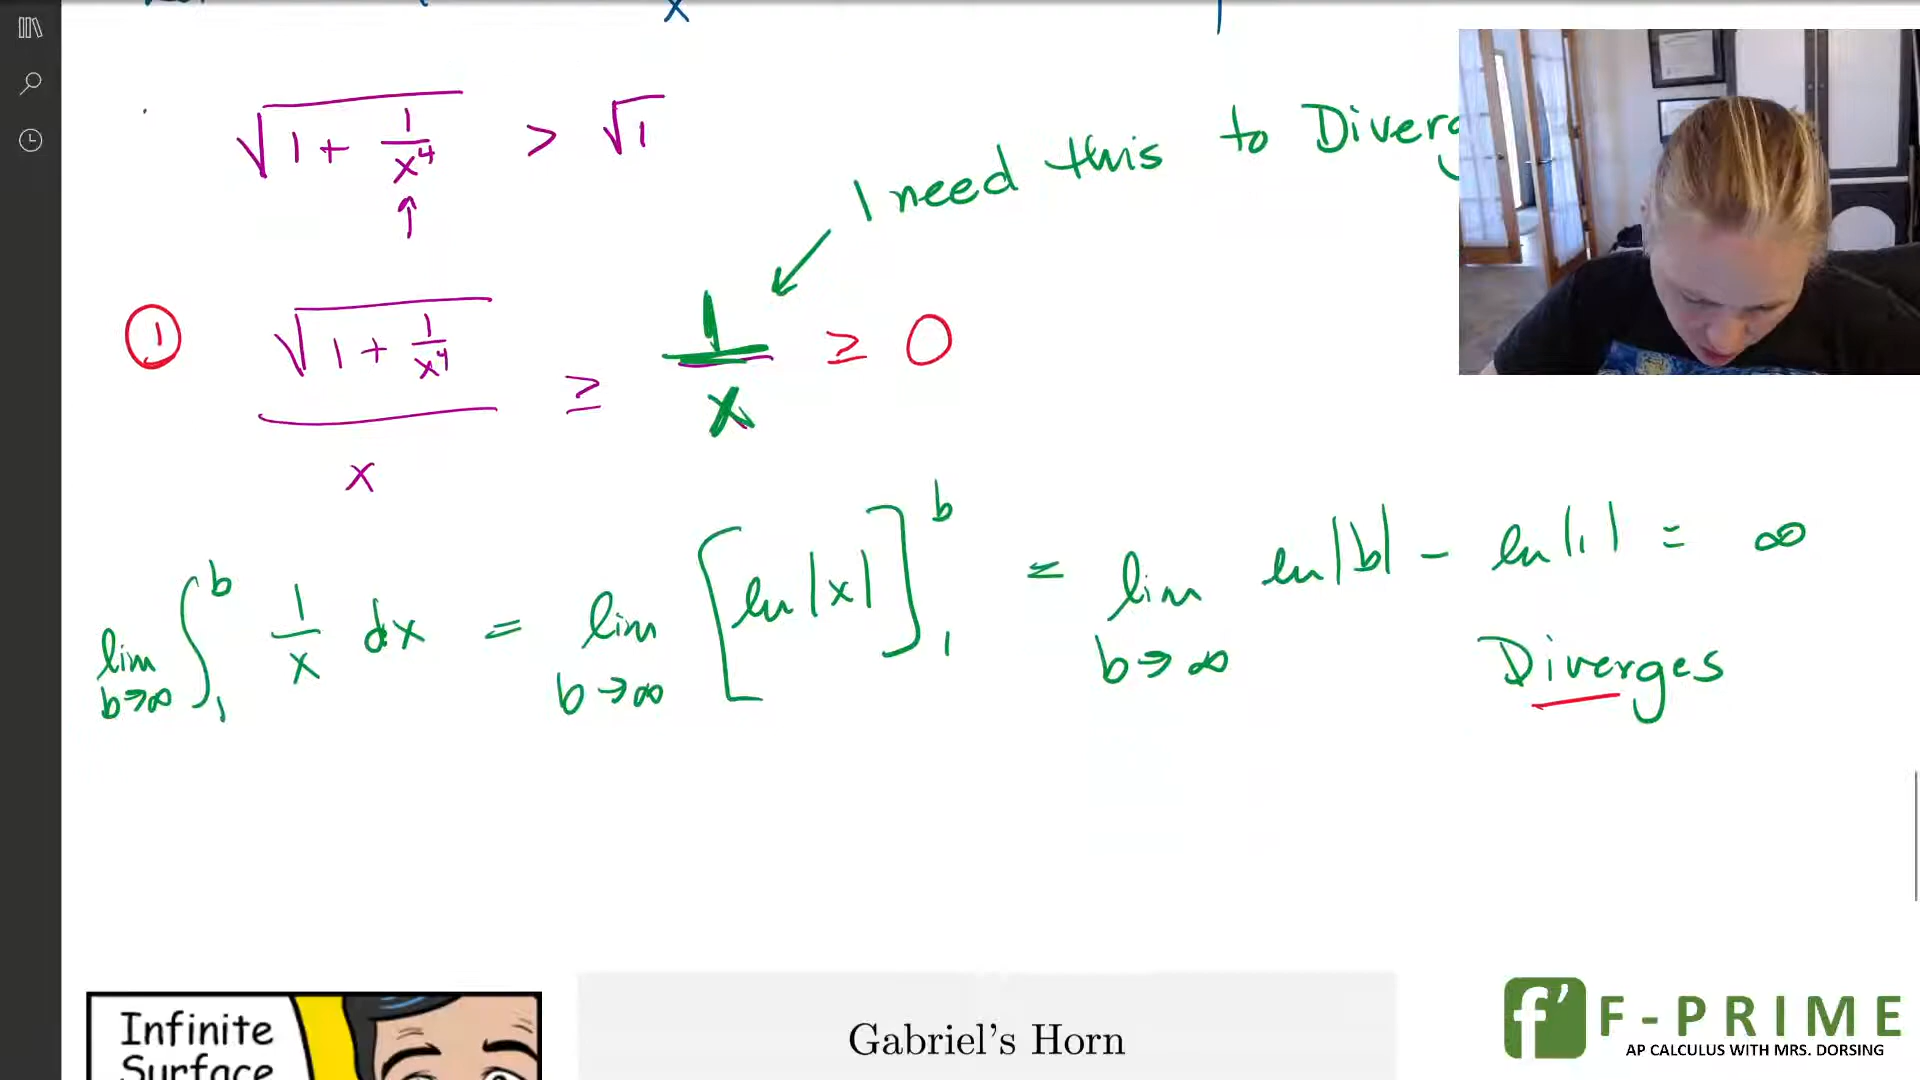 √(1 + 1/x⁴) > √1
↑
I need this to Diverg
① √(1 + 1/x⁴) / x ≥ 1/x ≥ 0
lim b→∞ ∫₁ᵇ 1/x dx = lim b→∞ [ln|x|]₁ᵇ = lim b→∞ ln|b| - ln|1| = ∞
Diverges
Infinite
Surface
Gabriel's Horn
f' F-PRIME
AP CALCULUS WITH MRS. DORSING